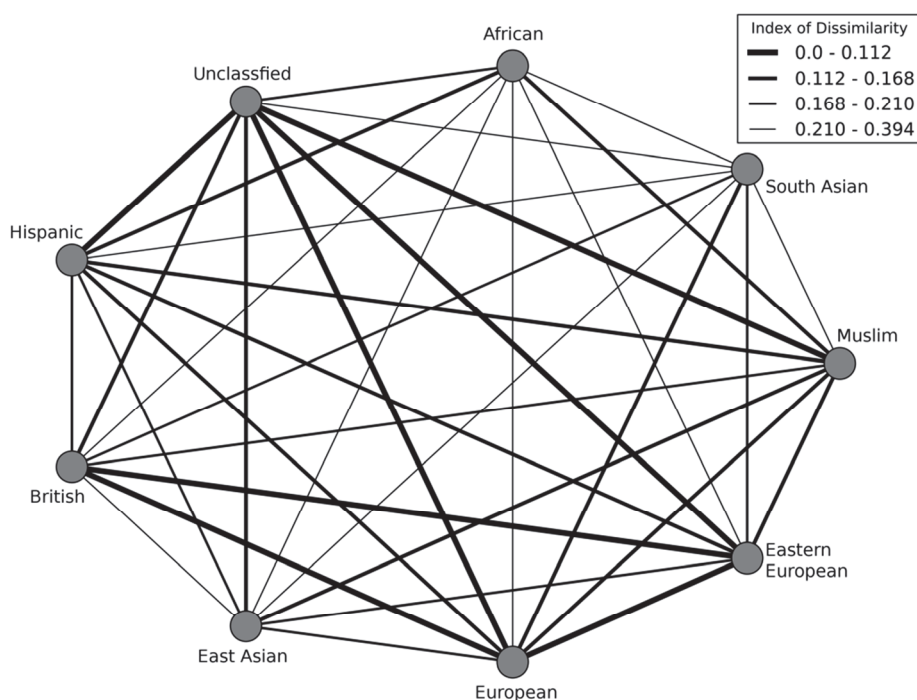 African
Index of Dissimilarity
0.0 - 0.112
0.112 - 0.168
0.168 - 0.210
0.210 - 0.394
Unclassfied
South Asian
Hispanic
Muslim
British
Eastern
European
East Asian
European